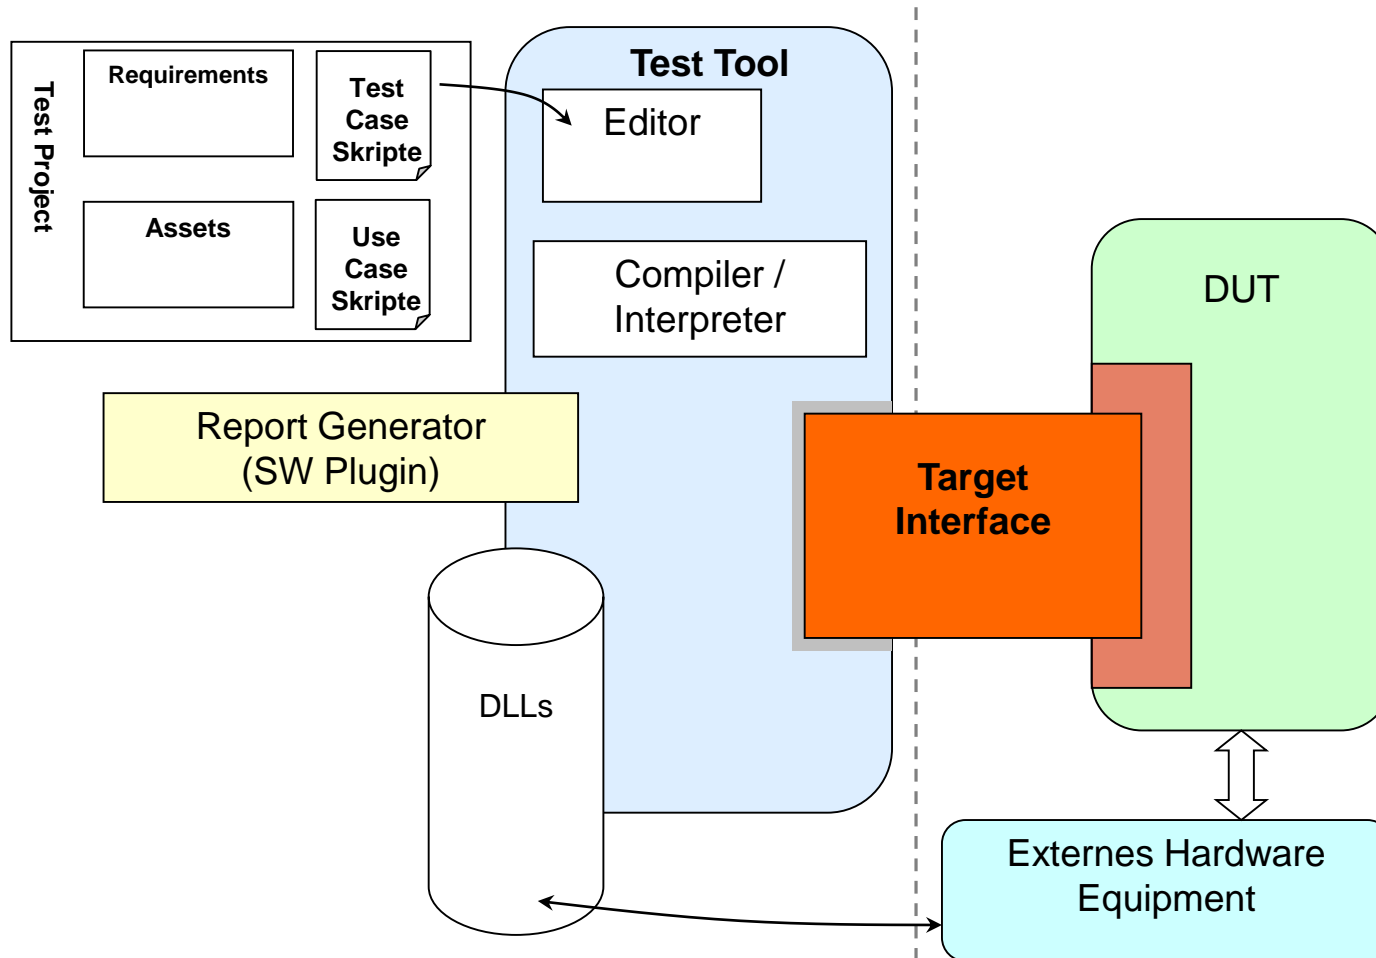 Test Project
Requirements
Test
Case
Skripte
Assets
Use
Case
Skripte
Test Tool
Editor
Compiler /
Interpreter
Report Generator
(SW Plugin)
DLLs
Target
Interface
DUT
Externes Hardware
Equipment